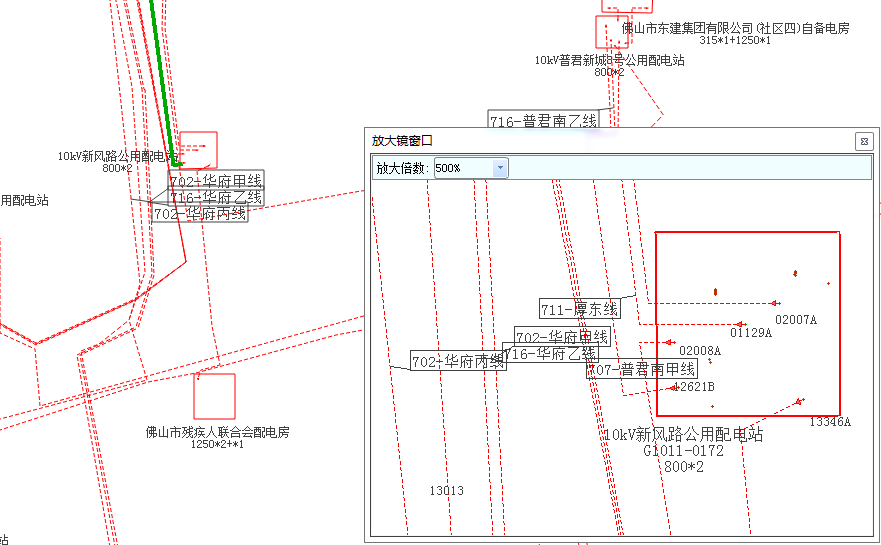 佛山市东建集团有限公司(社区四)自备电房
315*1+1250*1
10kV普君新城3号公用配电站
800*2
716-普君南乙线
10kV新风路公用配电站
800*2
702-华府甲线
716-华府乙线
702-华府丙线
用配电站
佛山市残疾人联合会配电房
1250*2+*1
站
放大镜窗口
放大倍数:
500%
711-厚东线
702-华府甲线
716-华府乙线
702-华府丙线
707-普君南甲线
02007A
01129A
02008A
12621B
13346A
10kV新风路公用配电站
G1011-0172
800*2
13013